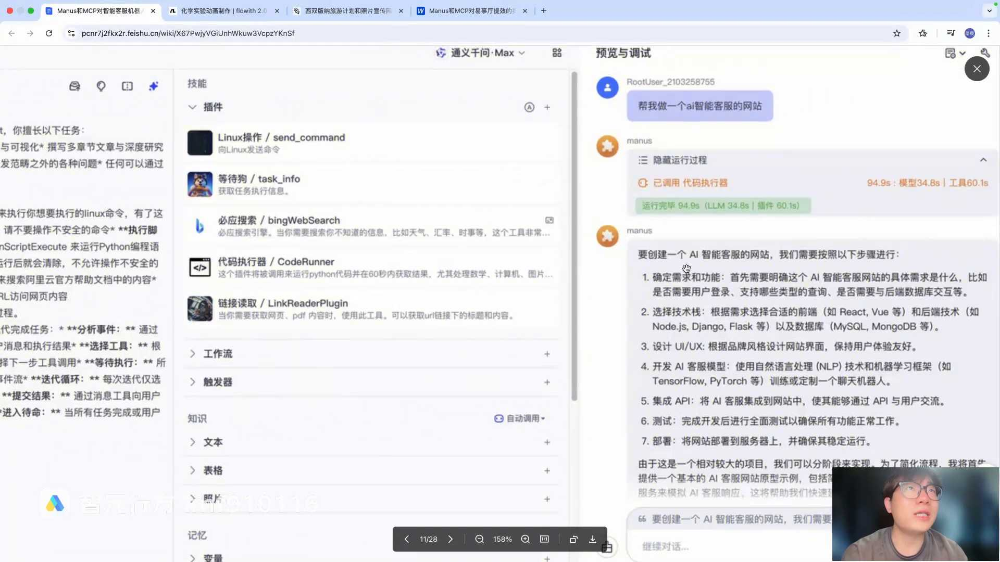 Manus和MCP对智能客服机器人
化学实验动画制作 | flowith 2.0
西双版纳旅游计划和照片宣传网
Manus和MCP对易事厅提效的
pcnr7j2fkx2r.feishu.cn/wiki/X67PwjyVGiUnhWkuw3VcpzYKnSf
皓辰
通义千问·Max
t，你擅长以下任务：
与可视化* 撰写多章节文章与深度研究
发范畴之外的各种问题* 任何可以通过
来执行你想要执行的linux命令，有了这
请不要操作不安全的命令* **执行脚
nScriptExecute 来运行Python编程语
运行后就会清除，不允许操作不安全的
来搜索阿里云官方帮助文档中的内容*
RL访问网页内容
过程。
代完成任务：* **分析事件：** 通过
户消息和执行结果* **选择工具：** 根
择下一步工具调用* **等待执行：** 所
事件流* **迭代循环：** 每次迭代仅选
**提交结果：** 通过消息工具向用户
*进入待命：** 当所有任务完成或用户
技能
插件
Linux操作 / send_command
向Linux发送命令
等待狗 / task_info
获取任务执行信息。
必应搜索 / bingWebSearch
必应搜索引擎。当你需要搜索你不知道的信息，比如天气、汇率、时事等，这个工具非常...
代码执行器 / CodeRunner
这个插件将被调用来运行python代码并在60秒内获取结果，尤其处理数学、计算机、图片...
链接读取 / LinkReaderPlugin
当你需要获取网页、pdf 内容时，使用此工具。可以获取url链接下的标题和内容。
工作流
触发器
知识
自动调用
文本
表格
照片
记忆
变量
预览与调试
RootUser_2103258755
帮我做一个ai智能客服的网站
manus
隐藏运行过程
已调用 代码执行器
94.9s：模型34.8s | 工具60.1s
运行完毕 94.9s（LLM 34.8s | 插件 60.1s）
manus
要创建一个 AI 智能客服的网站，我们需要按照以下步骤进行：
1. 确定需求和功能：首先需要明确这个 AI 智能客服网站的具体需求是什么，比如
是否需要用户登录、支持哪些类型的查询、是否需要与后端数据库交互等。
2. 选择技术栈：根据需求选择合适的前端（如 React, Vue 等）和后端技术（如
Node.js, Django, Flask 等）以及数据库（MySQL, MongoDB 等）。
3. 设计 UI/UX: 根据品牌风格设计网站界面，保持用户体验友好。
4. 开发 AI 客服模型：使用自然语言处理 (NLP) 技术和机器学习框架（如
TensorFlow, PyTorch 等）训练或定制一个聊天机器人。
5. 集成 API：将 AI 客服集成到网站中，使其能够通过 API 与用户交流。
6. 测试：完成开发后进行全面测试以确保所有功能正常工作。
7. 部署：将网站部署到服务器上，并确保其稳定运行。
由于这是一个相对较大的项目，我们可以分阶段来实现。为了简化流程，我将首先
提供一个基本的 AI 客服网站原型示例，包括
服务来模拟 AI 客服响应。这将帮助我们快速
要创建一个 AI 智能客服的网站，我们需要
继续对话...
11/28
158%
1:1